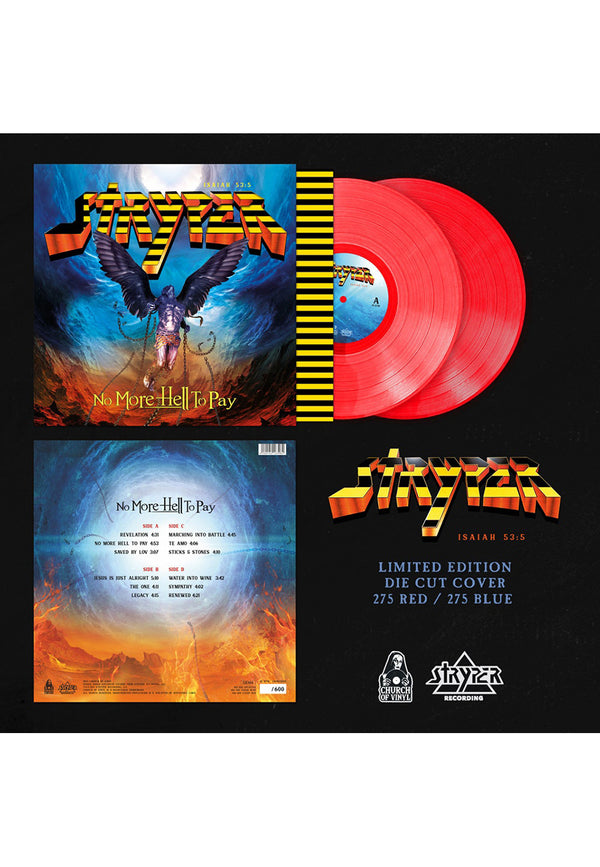 ISAIAH 53:5
STRYPER
No More Hell To Pay
STRYPER
A
No More Hell To Pay
SIDE A
REVELATION 4:31
NO MORE HELL TO PAY 4:53
SAVED BY LOV 3:07
SIDE C
MARCHING INTO BATTLE 4:45
TE AMO 4:06
STICKS & STONES 4:10
SIDE B
JESUS IS JUST ALRIGHT 5:10
THE ONE 4:11
LEGACY 4:15
SIDE D
WATER INTO WINE 3:42
SYMPATHY 4:02
RENEWED 4:21
/600
STRYPER
ISAIAH 53:5
LIMITED EDITION
DIE CUT COVER
275 RED / 275 BLUE
CHURCH
OF VINYL
STRYPER
RECORDING